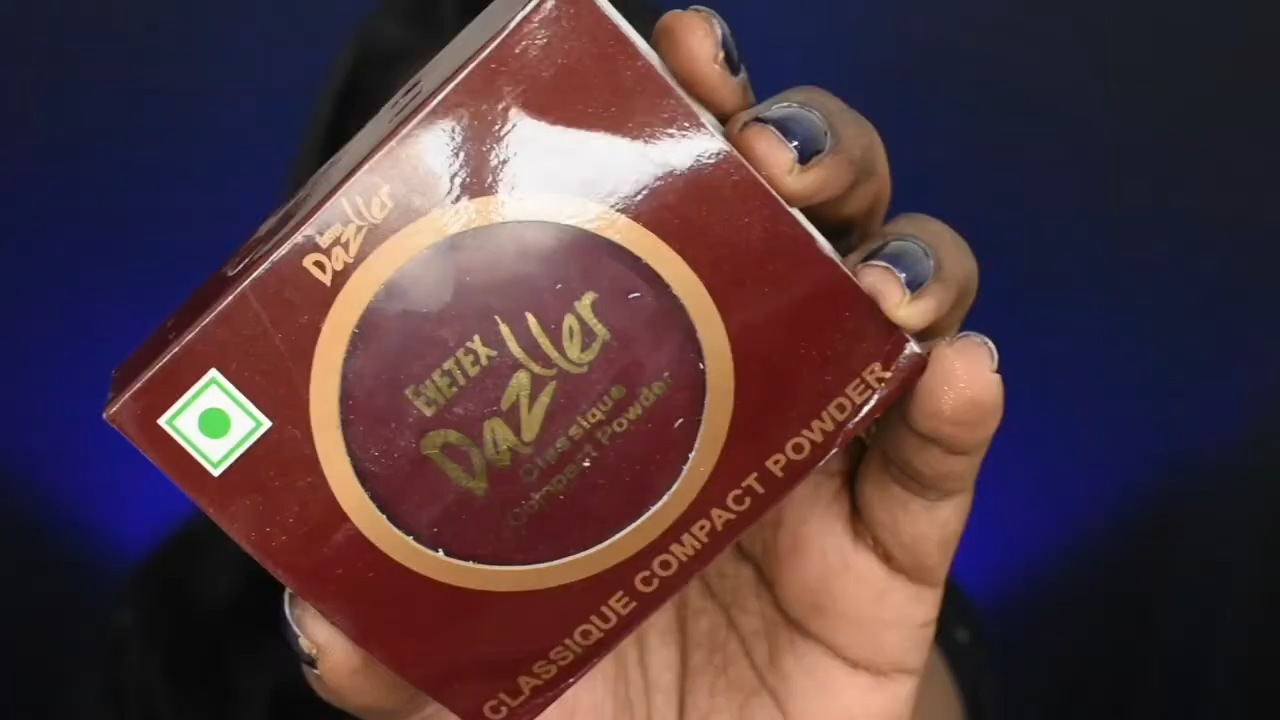 Dazller
EYETEX
Dazller
Classique
Compact Powder
CLASSIQUE COMPACT POWDER